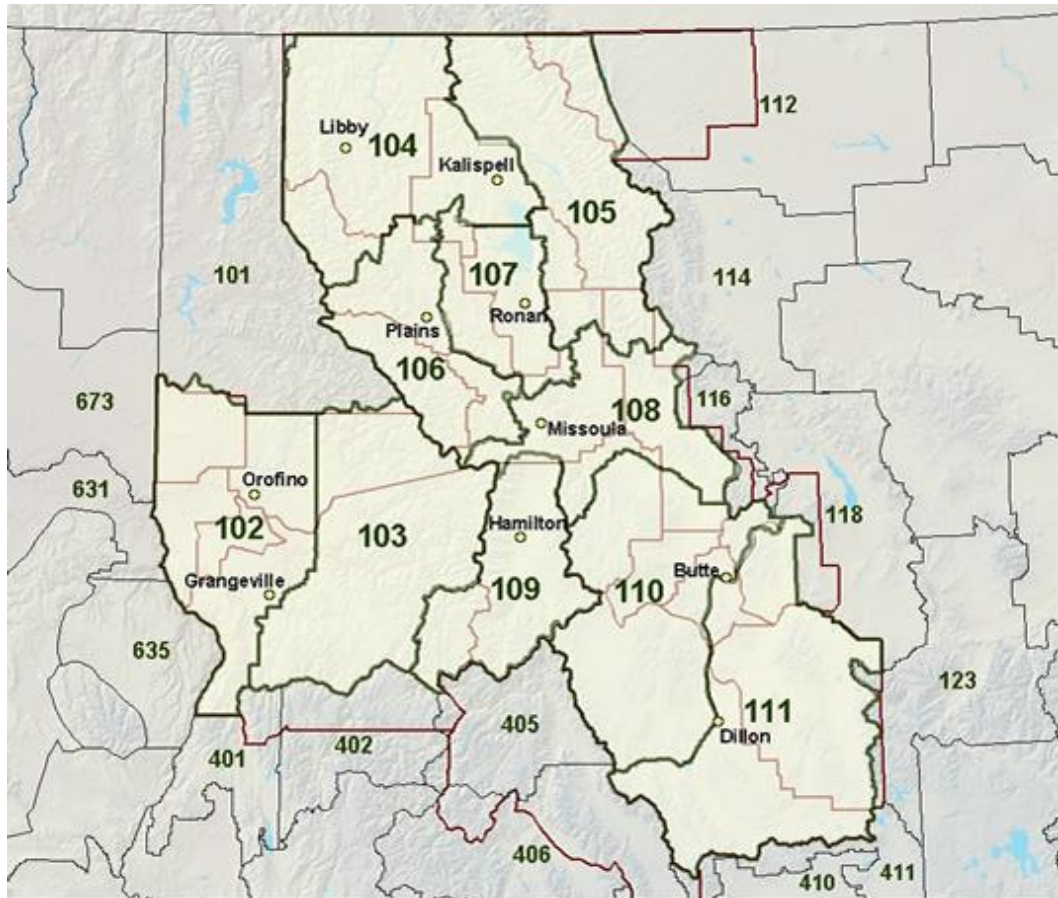 112
Libby
104
Kalispell
105
101
107
114
Ronan
Plains
106
116
673
108
Missoula
Orofino
631
118
102
103
Hamilton
Butte
Grangeville
109
110
635
123
111
405
Dillon
401
402
406
411
410